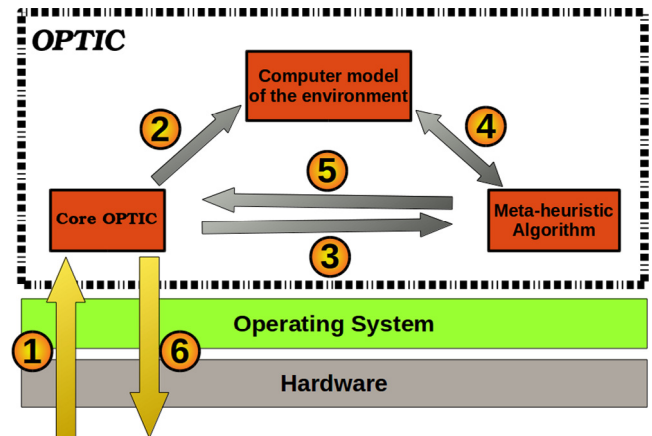 OPTIC
Computer model
of the environment
2
4
5
Core OPTIC
Meta-heuristic
Algorithm
3
Operating System
1
6
Hardware